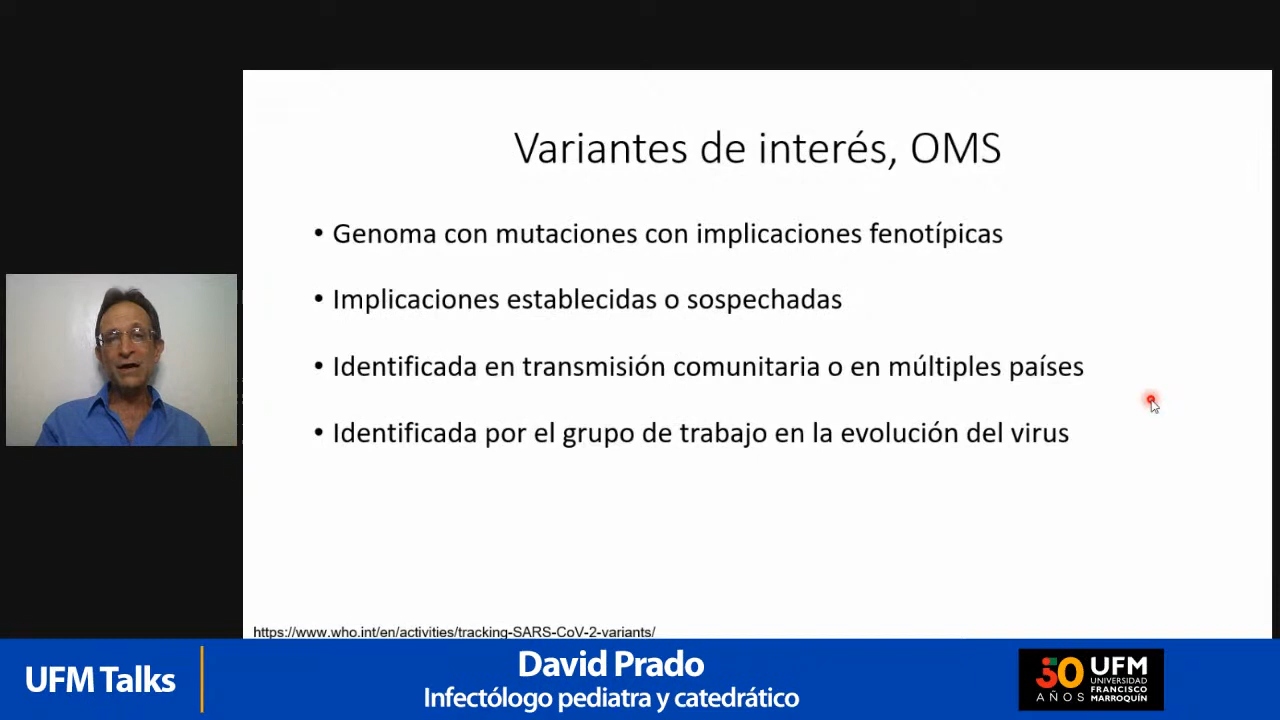 Variantes de interés, OMS
• Genoma con mutaciones con implicaciones fenotípicas
• Implicaciones establecidas o sospechadas
• Identificada en transmisión comunitaria o en múltiples países
• Identificada por el grupo de trabajo en la evolución del virus
https://www.who.int/en/activities/tracking-SARS-CoV-2-variants/
UFM Talks
David Prado
Infectólogo pediatra y catedrático
50
AÑOS
UFM
UNIVERSIDAD
FRANCISCO
MARROQUÍN